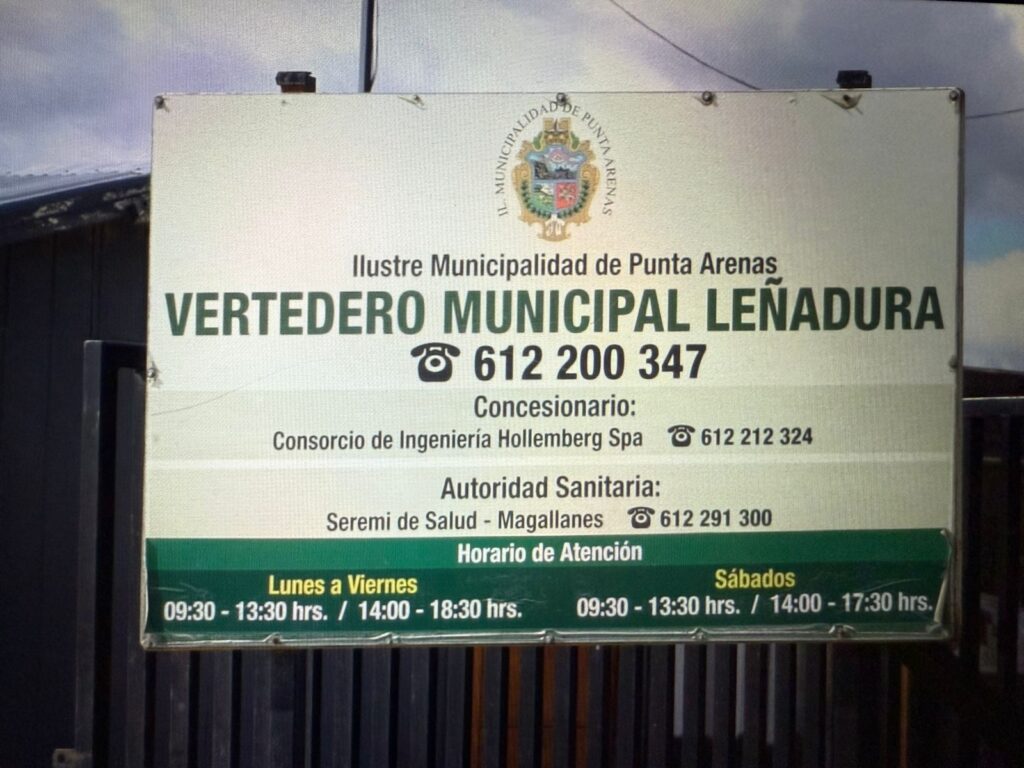 IL. MUNICIPALIDAD DE PUNTA ARENAS
Ilustre Municipalidad de Punta Arenas
VERTEDERO MUNICIPAL LEÑADURA
☎ 612 200 347
Concesionario:
Consorcio de Ingeniería Hollemberg Spa ☎ 612 212 324
Autoridad Sanitaria:
Seremi de Salud - Magallanes ☎ 612 291 300
Horario de Atención
Lunes a Viernes Sábados
09:30 - 13:30 hrs. / 14:00 - 18:30 hrs. 09:30 - 13:30 hrs. / 14:00 - 17:30 hrs.